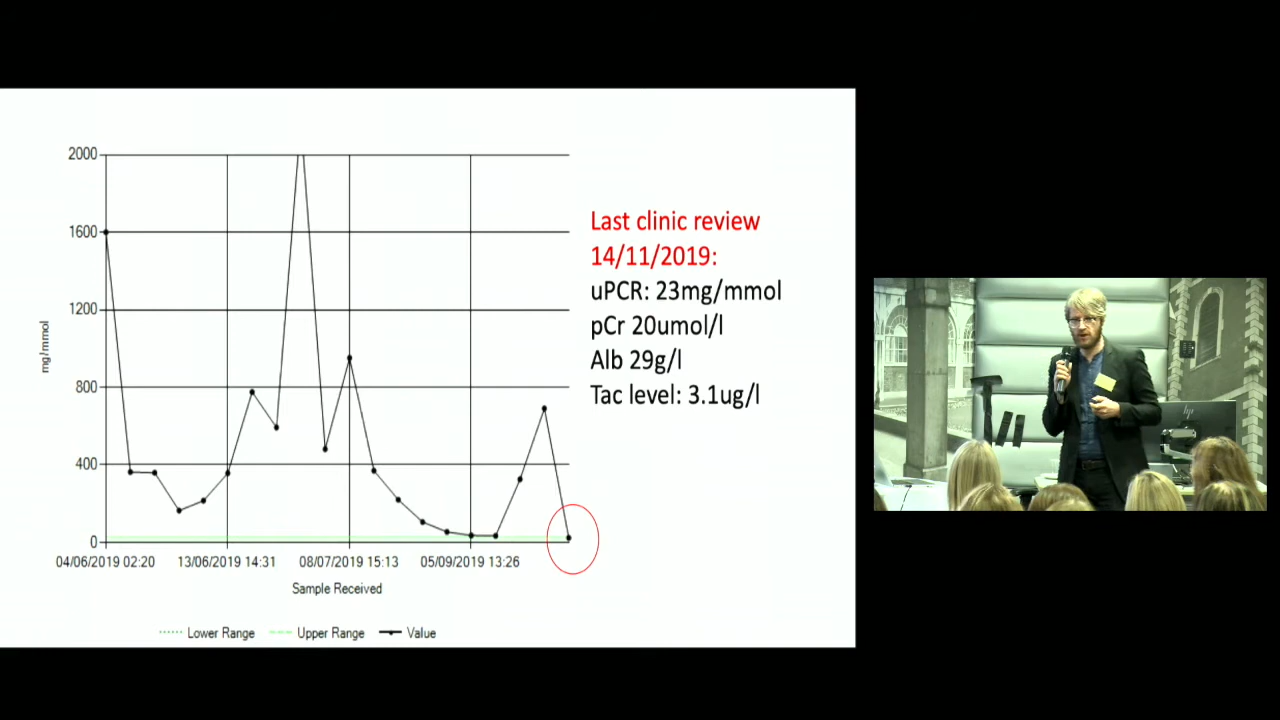 2000
1600
1200
800
400
0
mg/mmol
04/06/2019 02:20
13/06/2019 14:31
08/07/2019 15:13
05/09/2019 13:26
Sample Received
Lower Range
Upper Range
Value
Last clinic review
14/11/2019:
uPCR: 23mg/mmol
pCr 20umol/l
Alb 29g/l
Tac level: 3.1ug/l
hp